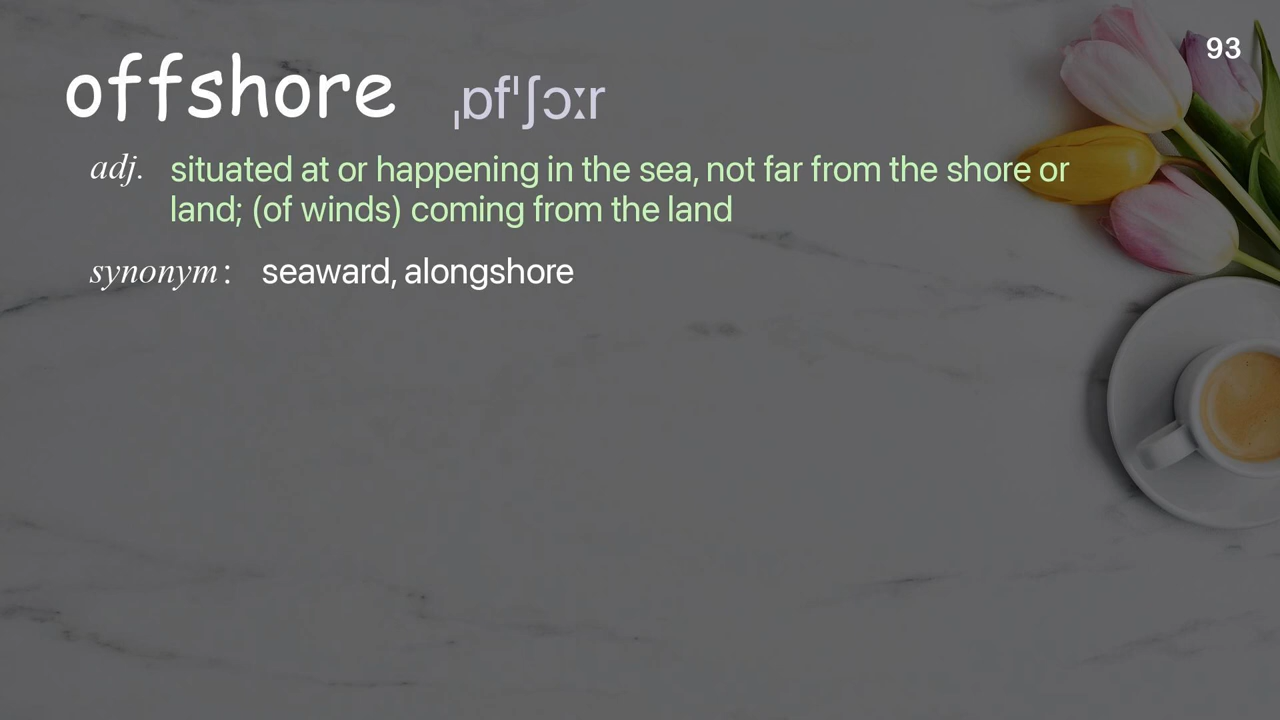 93
offshore ˌɒfˈʃɔːr
adj. situated at or happening in the sea, not far from the shore or
land; (of winds) coming from the land
synonym : seaward, alongshore